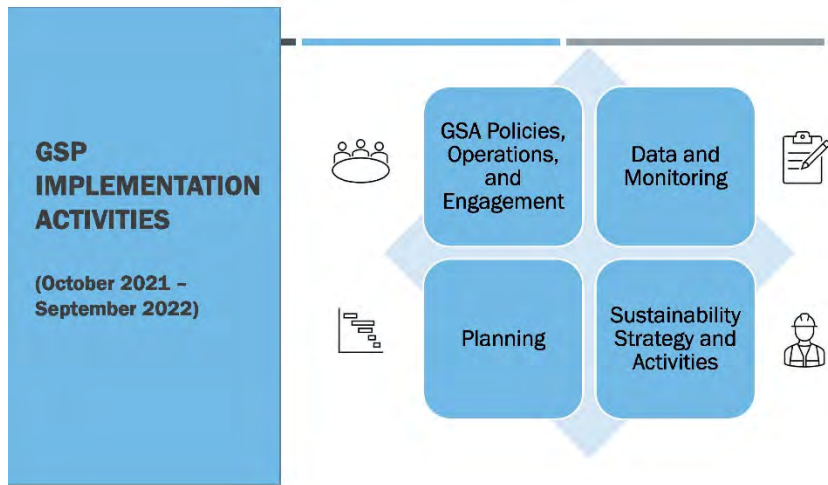 GSP
IMPLEMENTATION
ACTIVITIES
(October 2021 –
September 2022)
GSA Policies,
Operations,
and
Engagement
Data and
Monitoring
Planning
Sustainability
Strategy and
Activities